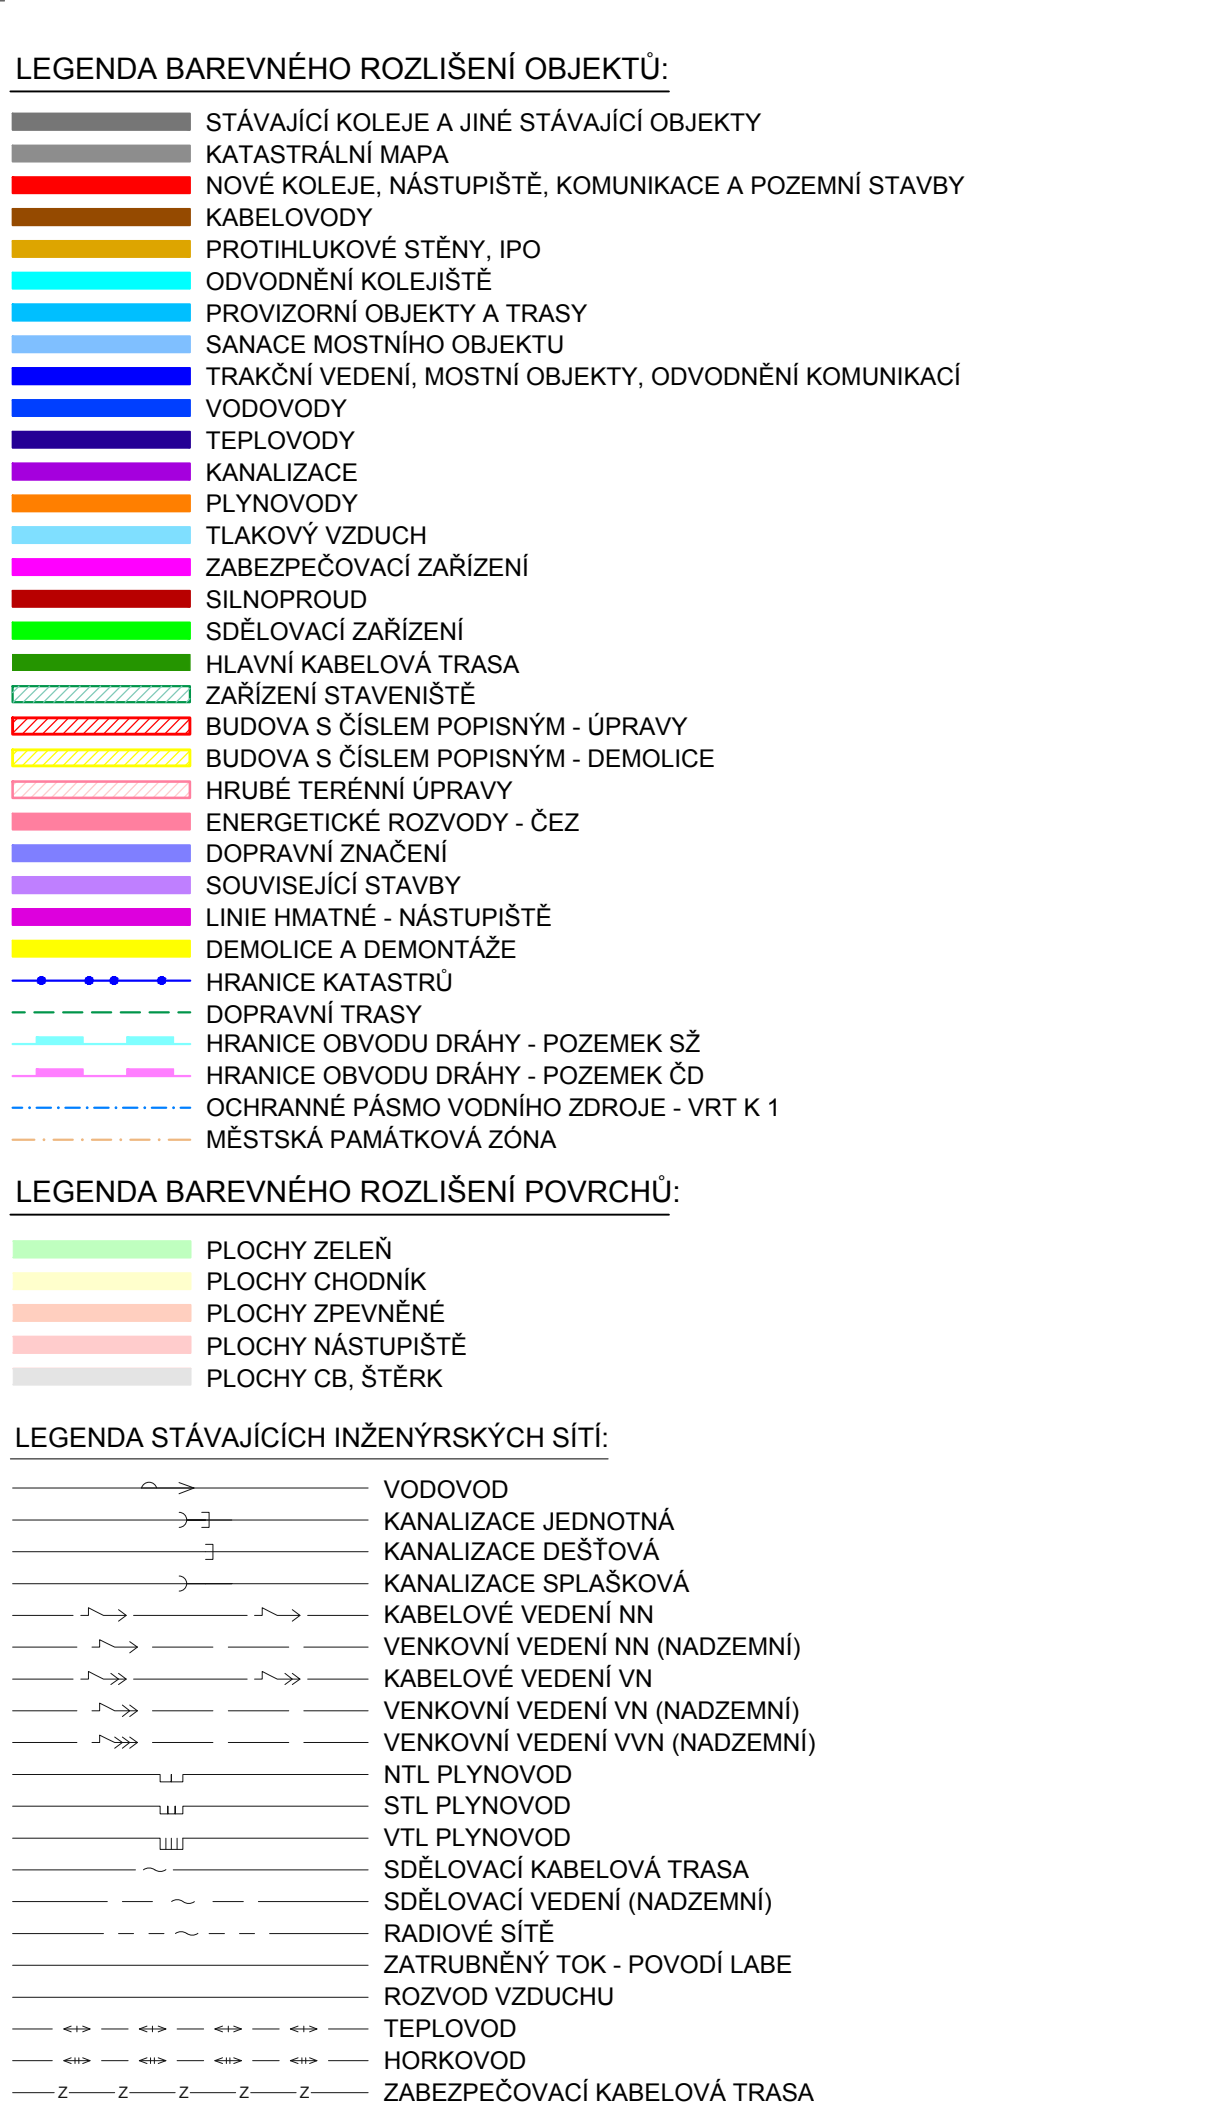 LEGENDA BAREVNÉHO ROZLIŠENÍ OBJEKTŮ:
STÁVAJÍCÍ KOLEJE A JINÉ STÁVAJÍCÍ OBJEKTY
KATASTRÁLNÍ MAPA
NOVÉ KOLEJE, NÁSTUPIŠTĚ, KOMUNIKACE A POZEMNÍ STAVBY
KABELOVODY
PROTIHLUKOVÉ STĚNY, IPO
ODVODNĚNÍ KOLEJIŠTĚ
PROVIZORNÍ OBJEKTY A TRASY
SANACE MOSTNÍHO OBJEKTU
TRAKČNÍ VEDENÍ, MOSTNÍ OBJEKTY, ODVODNĚNÍ KOMUNIKACÍ
VODOVODY
TEPLOVODY
KANALIZACE
PLYNOVODY
TLAKOVÝ VZDUCH
ZABEZPEČOVACÍ ZAŘÍZENÍ
SILNOPROUD
SDĚLOVACÍ ZAŘÍZENÍ
HLAVNÍ KABELOVÁ TRASA
ZAŘÍZENÍ STAVENIŠTĚ
BUDOVA S ČÍSLEM POPISNÝM - ÚPRAVY
BUDOVA S ČÍSLEM POPISNÝM - DEMOLICE
HRUBÉ TERÉNNÍ ÚPRAVY
ENERGETICKÉ ROZVODY - ČEZ
DOPRAVNÍ ZNAČENÍ
SOUVISEJÍCÍ STAVBY
LINIE HMATNÉ - NÁSTUPIŠTĚ
DEMOLICE A DEMONTÁŽE
HRANICE KATASTRŮ
DOPRAVNÍ TRASY
HRANICE OBVODU DRÁHY - POZEMEK SŽ
HRANICE OBVODU DRÁHY - POZEMEK ČD
OCHRANNÉ PÁSMO VODNÍHO ZDROJE - VRT K 1
MĚSTSKÁ PAMÁTKOVÁ ZÓNA
LEGENDA BAREVNÉHO ROZLIŠENÍ POVRCHŮ:
PLOCHY ZELEŇ
PLOCHY CHODNÍK
PLOCHY ZPEVNĚNÉ
PLOCHY NÁSTUPIŠTĚ
PLOCHY CB, ŠTĚRK
LEGENDA STÁVAJÍCÍCH INŽENÝRSKÝCH SÍTÍ:
VODOVOD
KANALIZACE JEDNOTNÁ
KANALIZACE DEŠŤOVÁ
KANALIZACE SPLAŠKOVÁ
KABELOVÉ VEDENÍ NN
VENKOVNÍ VEDENÍ NN (NADZEMNÍ)
KABELOVÉ VEDENÍ VN
VENKOVNÍ VEDENÍ VN (NADZEMNÍ)
VENKOVNÍ VEDENÍ VVN (NADZEMNÍ)
NTL PLYNOVOD
STL PLYNOVOD
VTL PLYNOVOD
SDĚLOVACÍ KABELOVÁ TRASA
SDĚLOVACÍ VEDENÍ (NADZEMNÍ)
RADIOVÉ SÍTĚ
ZATRUBNĚNÝ TOK - POVODÍ LABE
ROZVOD VZDUCHU
TEPLOVOD
HORKOVOD
Z Z Z Z Z ZABEZPEČOVACÍ KABELOVÁ TRASA